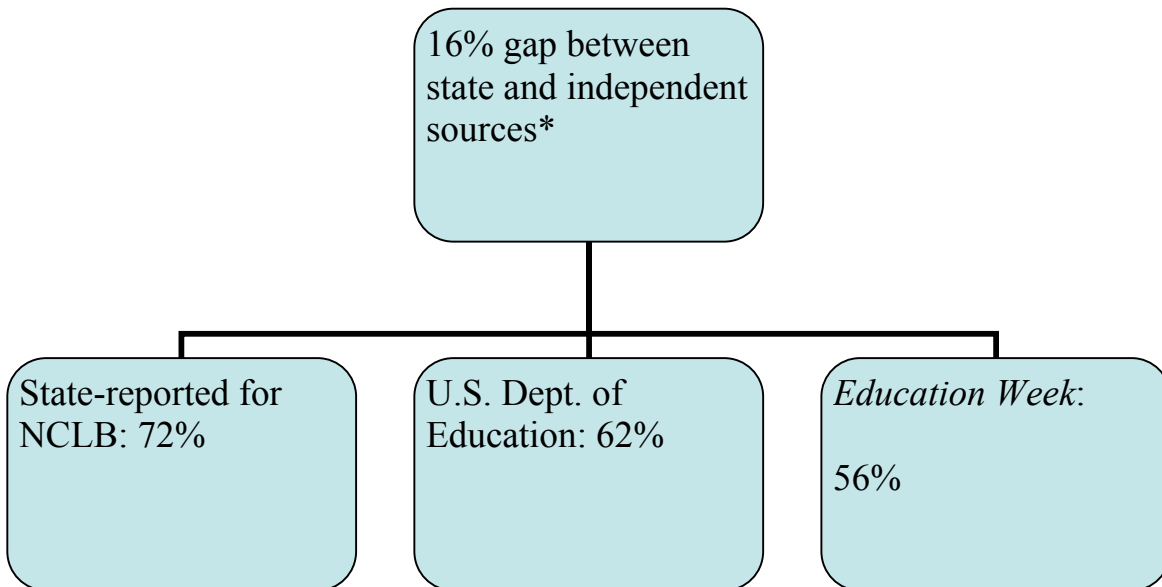 16% gap between
state and independent
sources*
State-reported for
NCLB: 72%
U.S. Dept. of
Education: 62%
Education Week:
56%